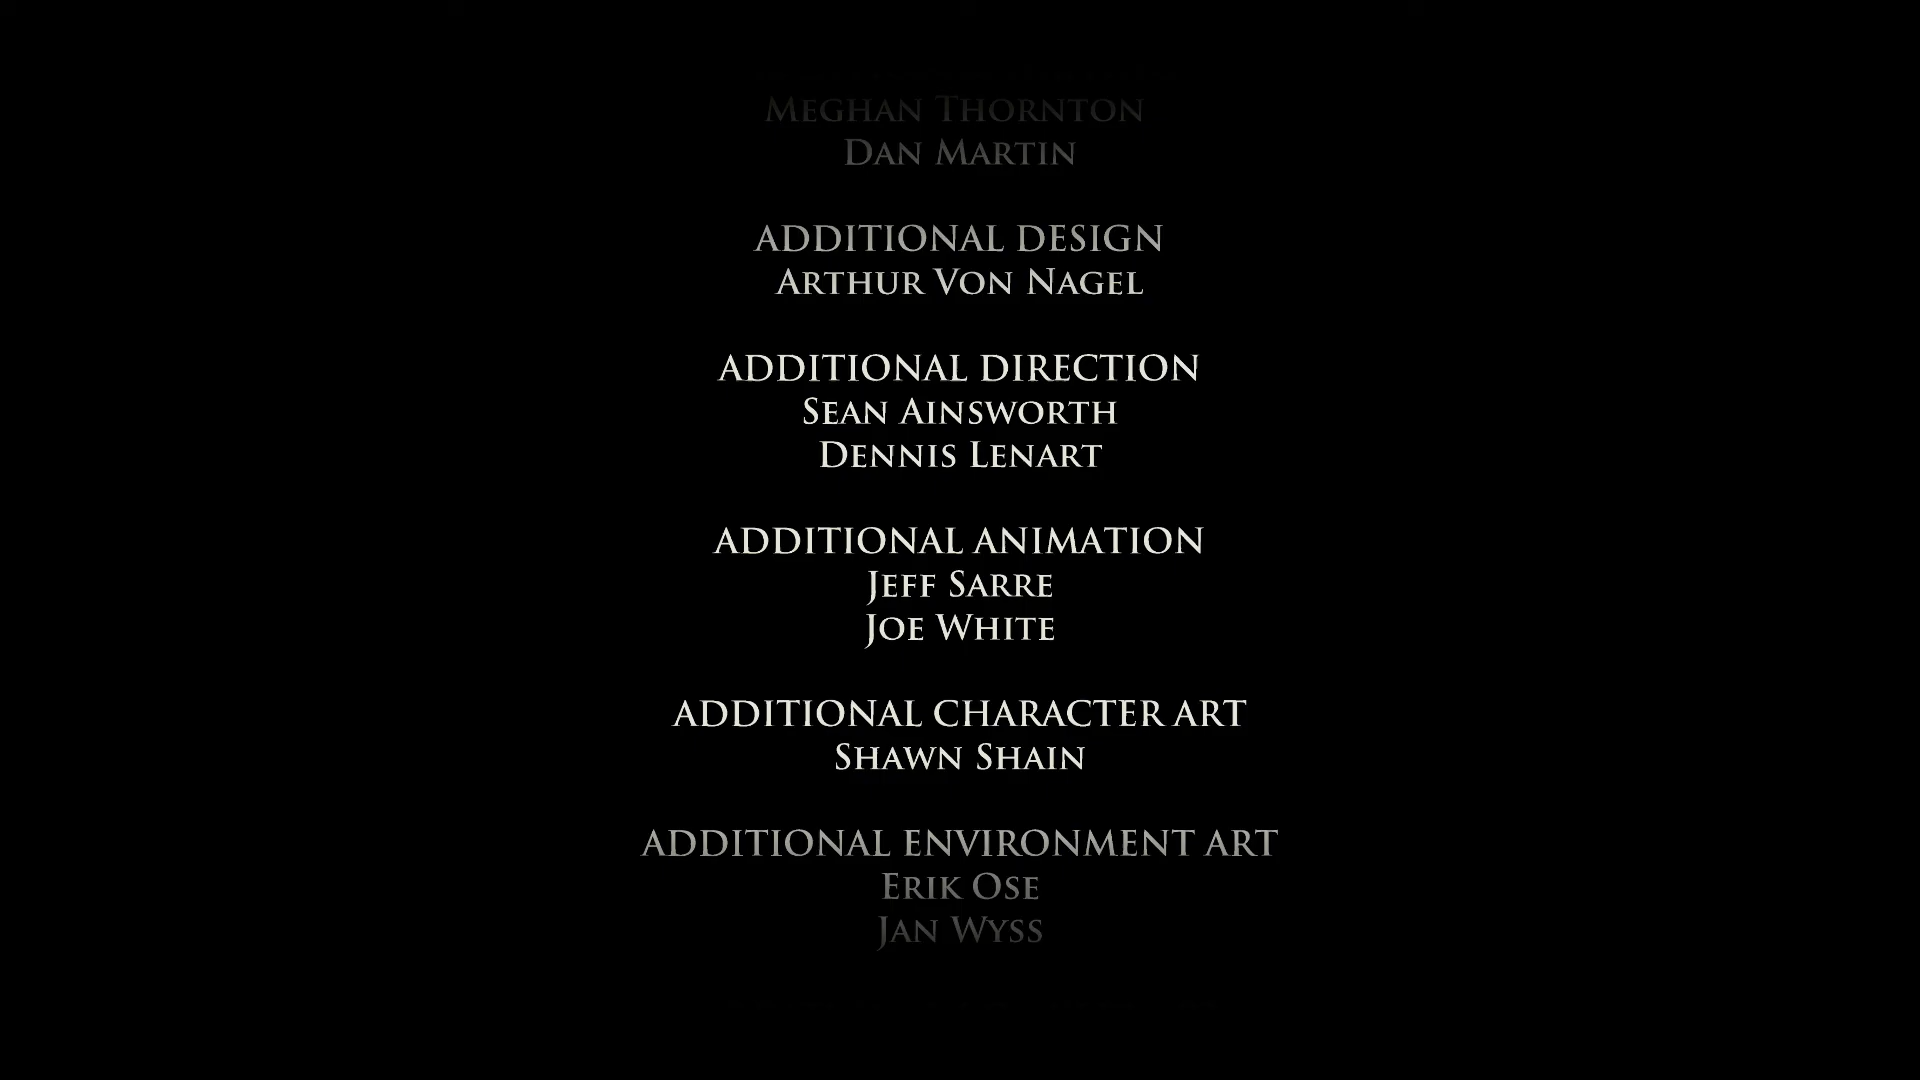 Meghan Thornton
Dan Martin
ADDITIONAL DESIGN
Arthur Von Nagel
ADDITIONAL DIRECTION
Sean Ainsworth
Dennis Lenart
ADDITIONAL ANIMATION
Jeff Sarre
Joe White
ADDITIONAL CHARACTER ART
Shawn Shain
ADDITIONAL ENVIRONMENT ART
Erik Ose
Jan Wyss